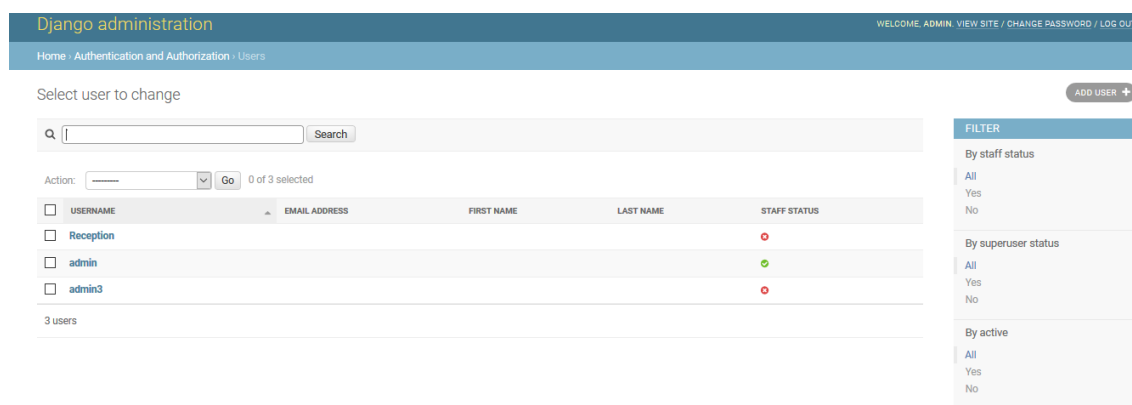 Django administration
WELCOME, ADMIN. VIEW SITE / CHANGE PASSWORD / LOG OU
Home › Authentication and Authorization › Users
Select user to change
ADD USER +
Search
FILTER
By staff status
All
Yes
No
Action: --------- Go 0 of 3 selected
USERNAME EMAIL ADDRESS FIRST NAME LAST NAME STAFF STATUS
Reception
admin
admin3
3 users
By superuser status
All
Yes
No
By active
All
Yes
No